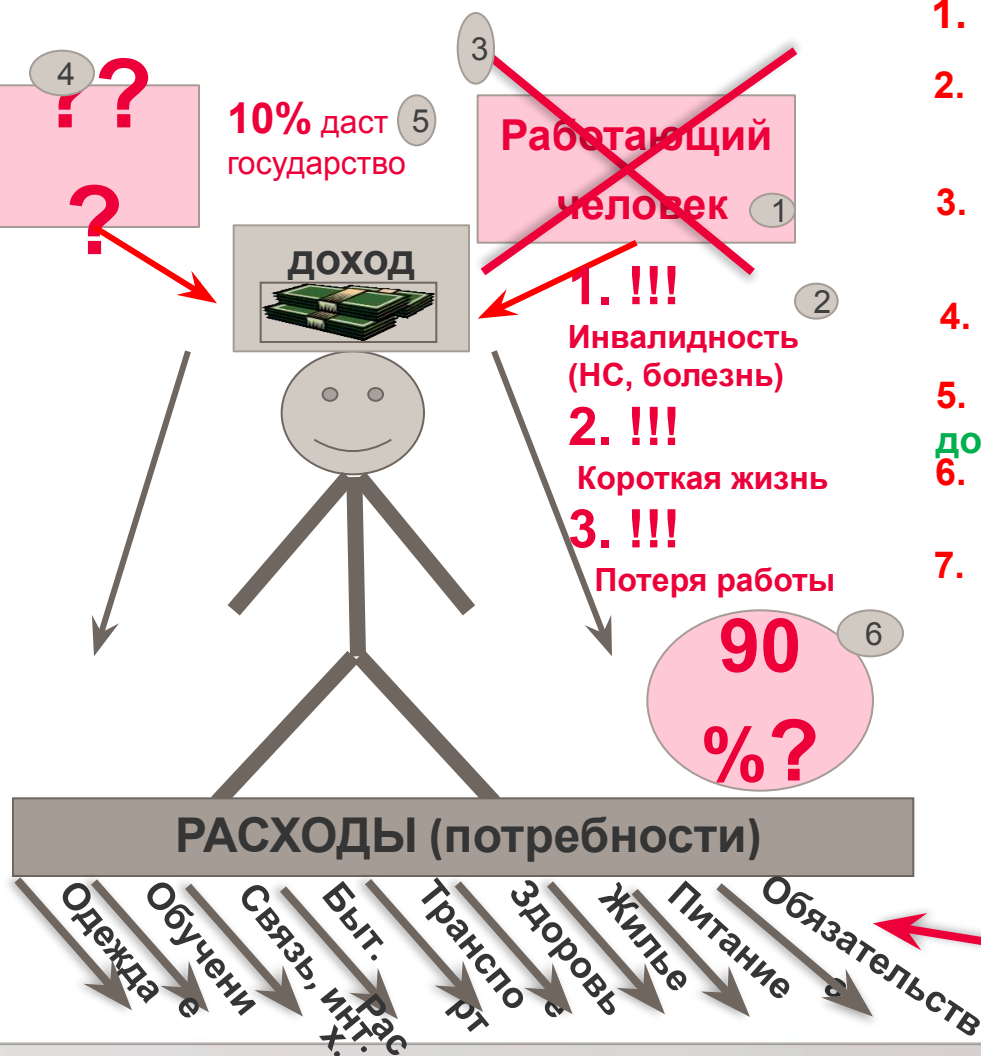 1.
3
4
???
2.
10% даст 5
государство
Работающий
человек 1
3.
доход
1. !!!
2
Инвалидность
(НС, болезнь)
4.
2. !!!
5.
до
Короткая жизнь
6.
3. !!!
Потеря работы
7.
90
%?
6
РАСХОДЫ (потребности)
Одежда
Обучени
е
Связь, инт.
Быт.
Рас
х.
Транспо
рт
Здоровь
е
Жилье
Питание
Обязательств
а